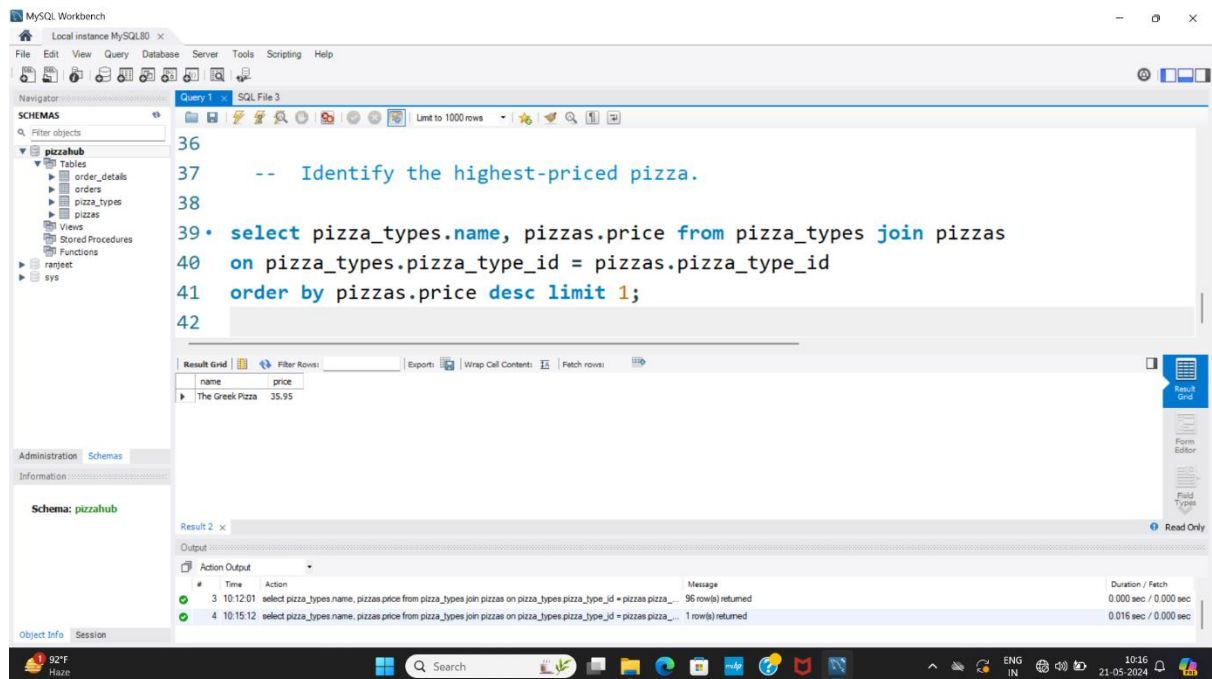 MySQL Workbench
Local instance MySQL80 ×
File Edit View Query Database Server Tools Scripting Help
Navigator
Query 1 × SQL File 3
SCHEMAS
Filter objects
Limit to 1000 rows
pizzahub
Tables
order_details
orders
pizza_types
pizzas
Views
Stored Procedures
Functions
ranjeet
sys
36
37 -- Identify the highest-priced pizza.
38
39 • select pizza_types.name, pizzas.price from pizza_types join pizzas
40 on pizza_types.pizza_type_id = pizzas.pizza_type_id
41 order by pizzas.price desc limit 1;
42
Result Grid Filter Rows: Export: Wrap Cell Content: Fetch rows:
name price
The Greek Pizza 35.95
Result Grid
Form Editor
Field Types
Administration Schemas
Information
Schema: pizzahub
Result 2 ×
Read Only
Output
Action Output
# Time Action Message Duration / Fetch
3 10:12:01 select pizza_types.name, pizzas.price from pizza_types join pizzas on pizza_types.pizza_type_id = pizzas.pizza_... 96 row(s) returned 0.000 sec / 0.000 sec
4 10:15:12 select pizza_types.name, pizzas.price from pizza_types join pizzas on pizza_types.pizza_type_id = pizzas.pizza_... 1 row(s) returned 0.016 sec / 0.000 sec
Object Info Session
1 92°F
Haze
Search
ENG
IN
10:16
21-05-2024